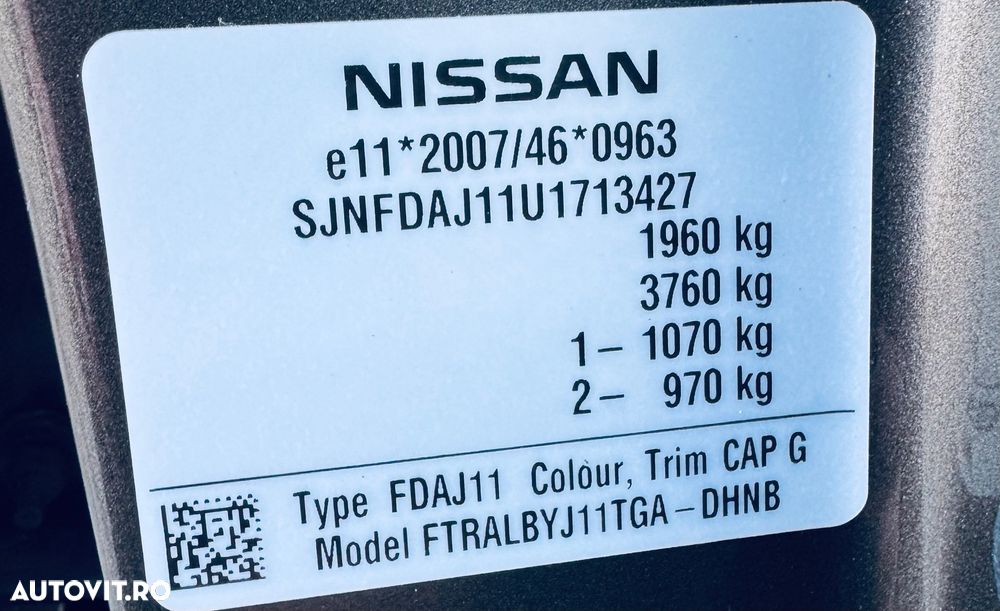 NISSAN
e11*2007/46*0963
SJNFDAJ11U1713427
1960 kg
3760 kg
1– 1070 kg
2– 970 kg
Type FDAJ11 Colour, Trim CAP G
Model FTRALBYJ11TGA–DHNB
AUTOVIT.RO